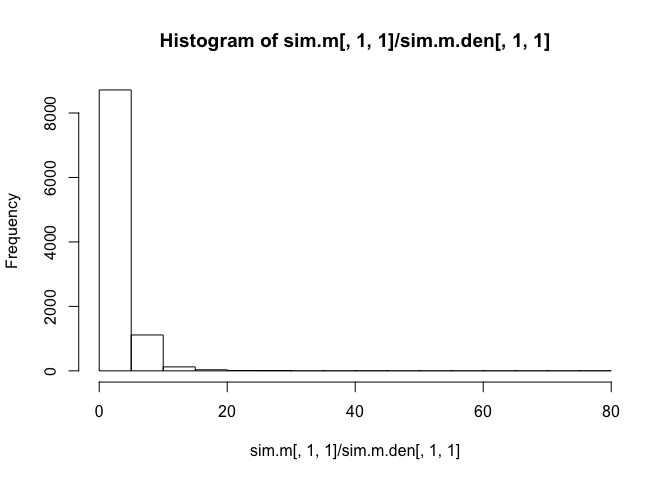 Histogram of sim.m[, 1, 1]/sim.m.den[, 1, 1]
Frequency
8000
6000
4000
2000
0
0 20 40 60 80
sim.m[, 1, 1]/sim.m.den[, 1, 1]